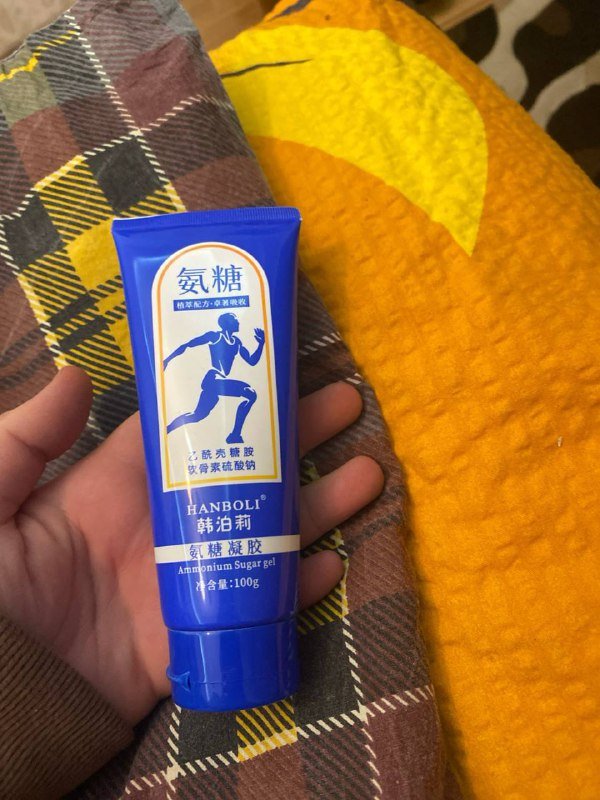 氨糖
植萃配方·卓著吸收
乙酰壳糖胺
软骨素硫酸钠
HANBOLI®
韩泊莉
氨糖凝胶
Ammonium Sugar gel
净含量:100g